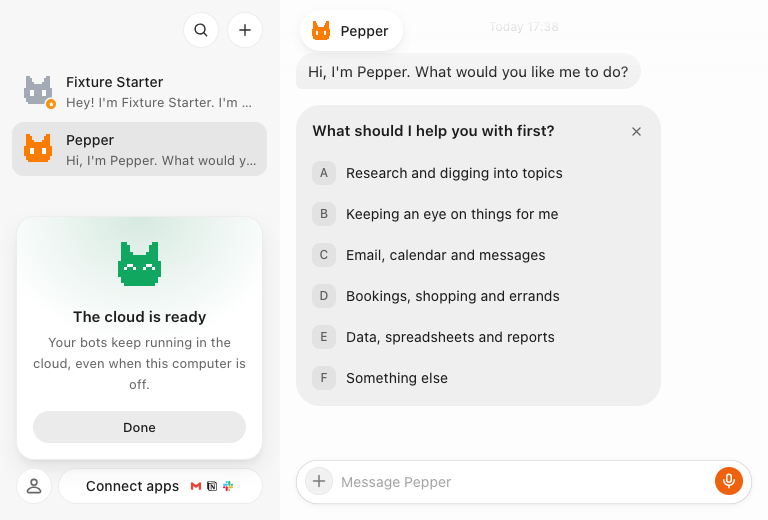 Fixture Starter
Hey! I'm Fixture Starter. I'm ...
Pepper
Hi, I'm Pepper. What would y...
The cloud is ready
Your bots keep running in the
cloud, even when this computer is
off.
Done
Connect apps
Pepper
Today 17:38
Hi, I'm Pepper. What would you like me to do?
What should I help you with first?
A Research and digging into topics
B Keeping an eye on things for me
C Email, calendar and messages
D Bookings, shopping and errands
E Data, spreadsheets and reports
F Something else
Message Pepper